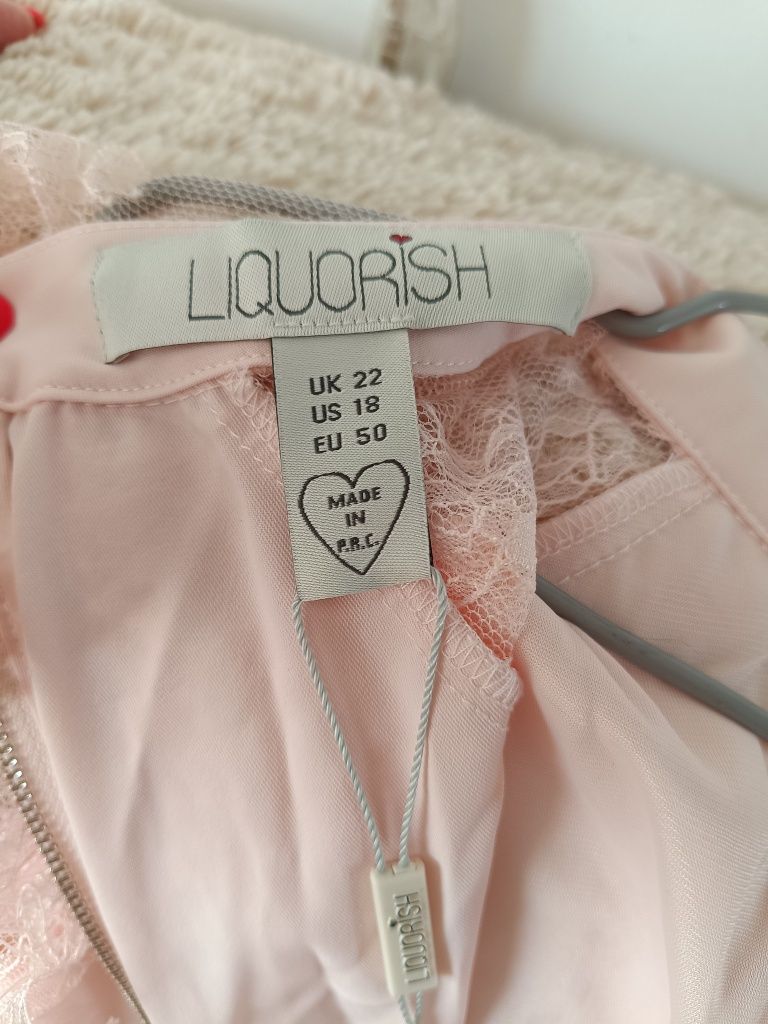 LIQUORiSH
UK 22
US 18
EU 50
MADE
IN
P.R.C.
LIQUORiSH